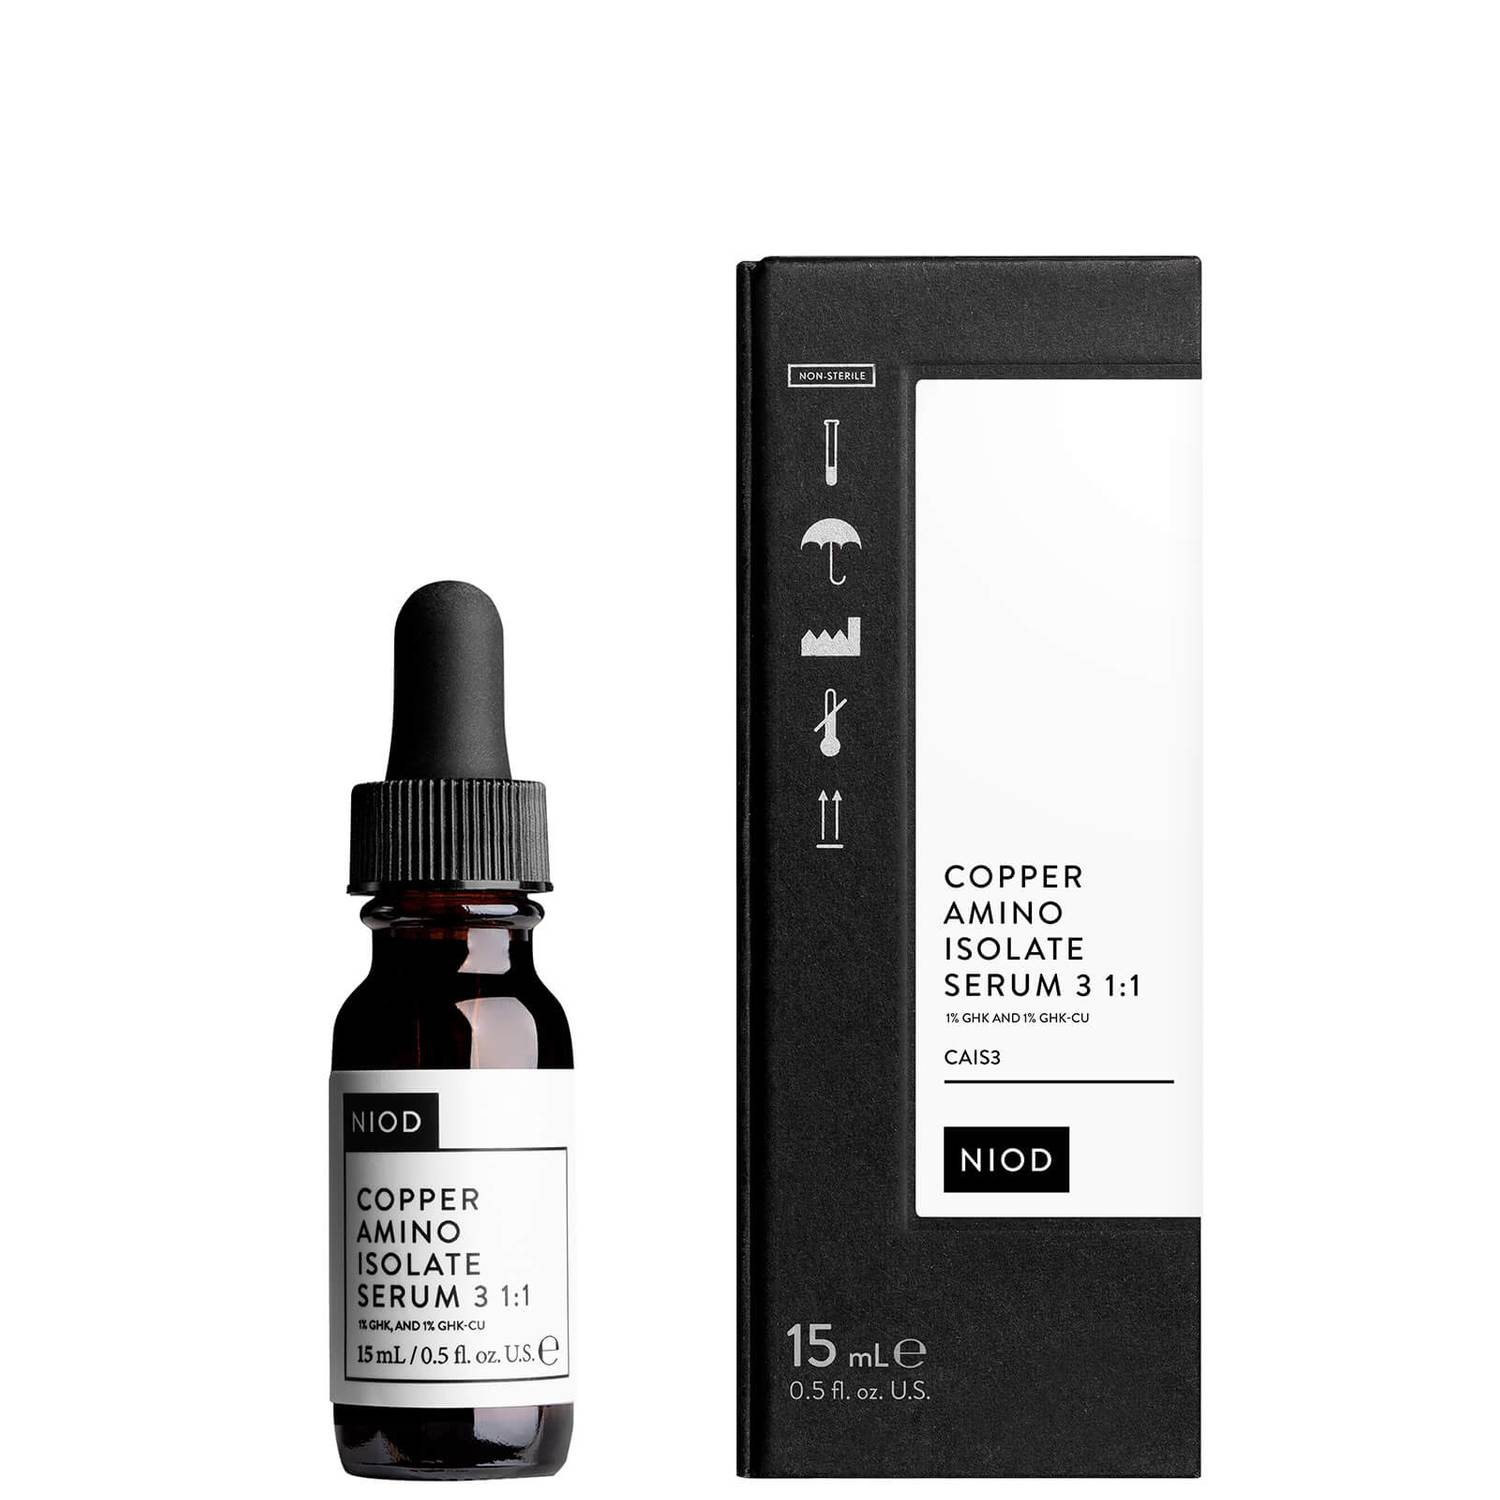 NIOD
COPPER
AMINO
ISOLATE
SERUM 3 1:1
1% GHK, AND 1% GHK-CU
15 mL / 0.5 fl. oz. U.S. ℮
NON-STERILE
COPPER
AMINO
ISOLATE
SERUM 3 1:1
1% GHK AND 1% GHK-CU
CAIS3
NIOD
15 mL ℮
0.5 fl. oz. U.S.